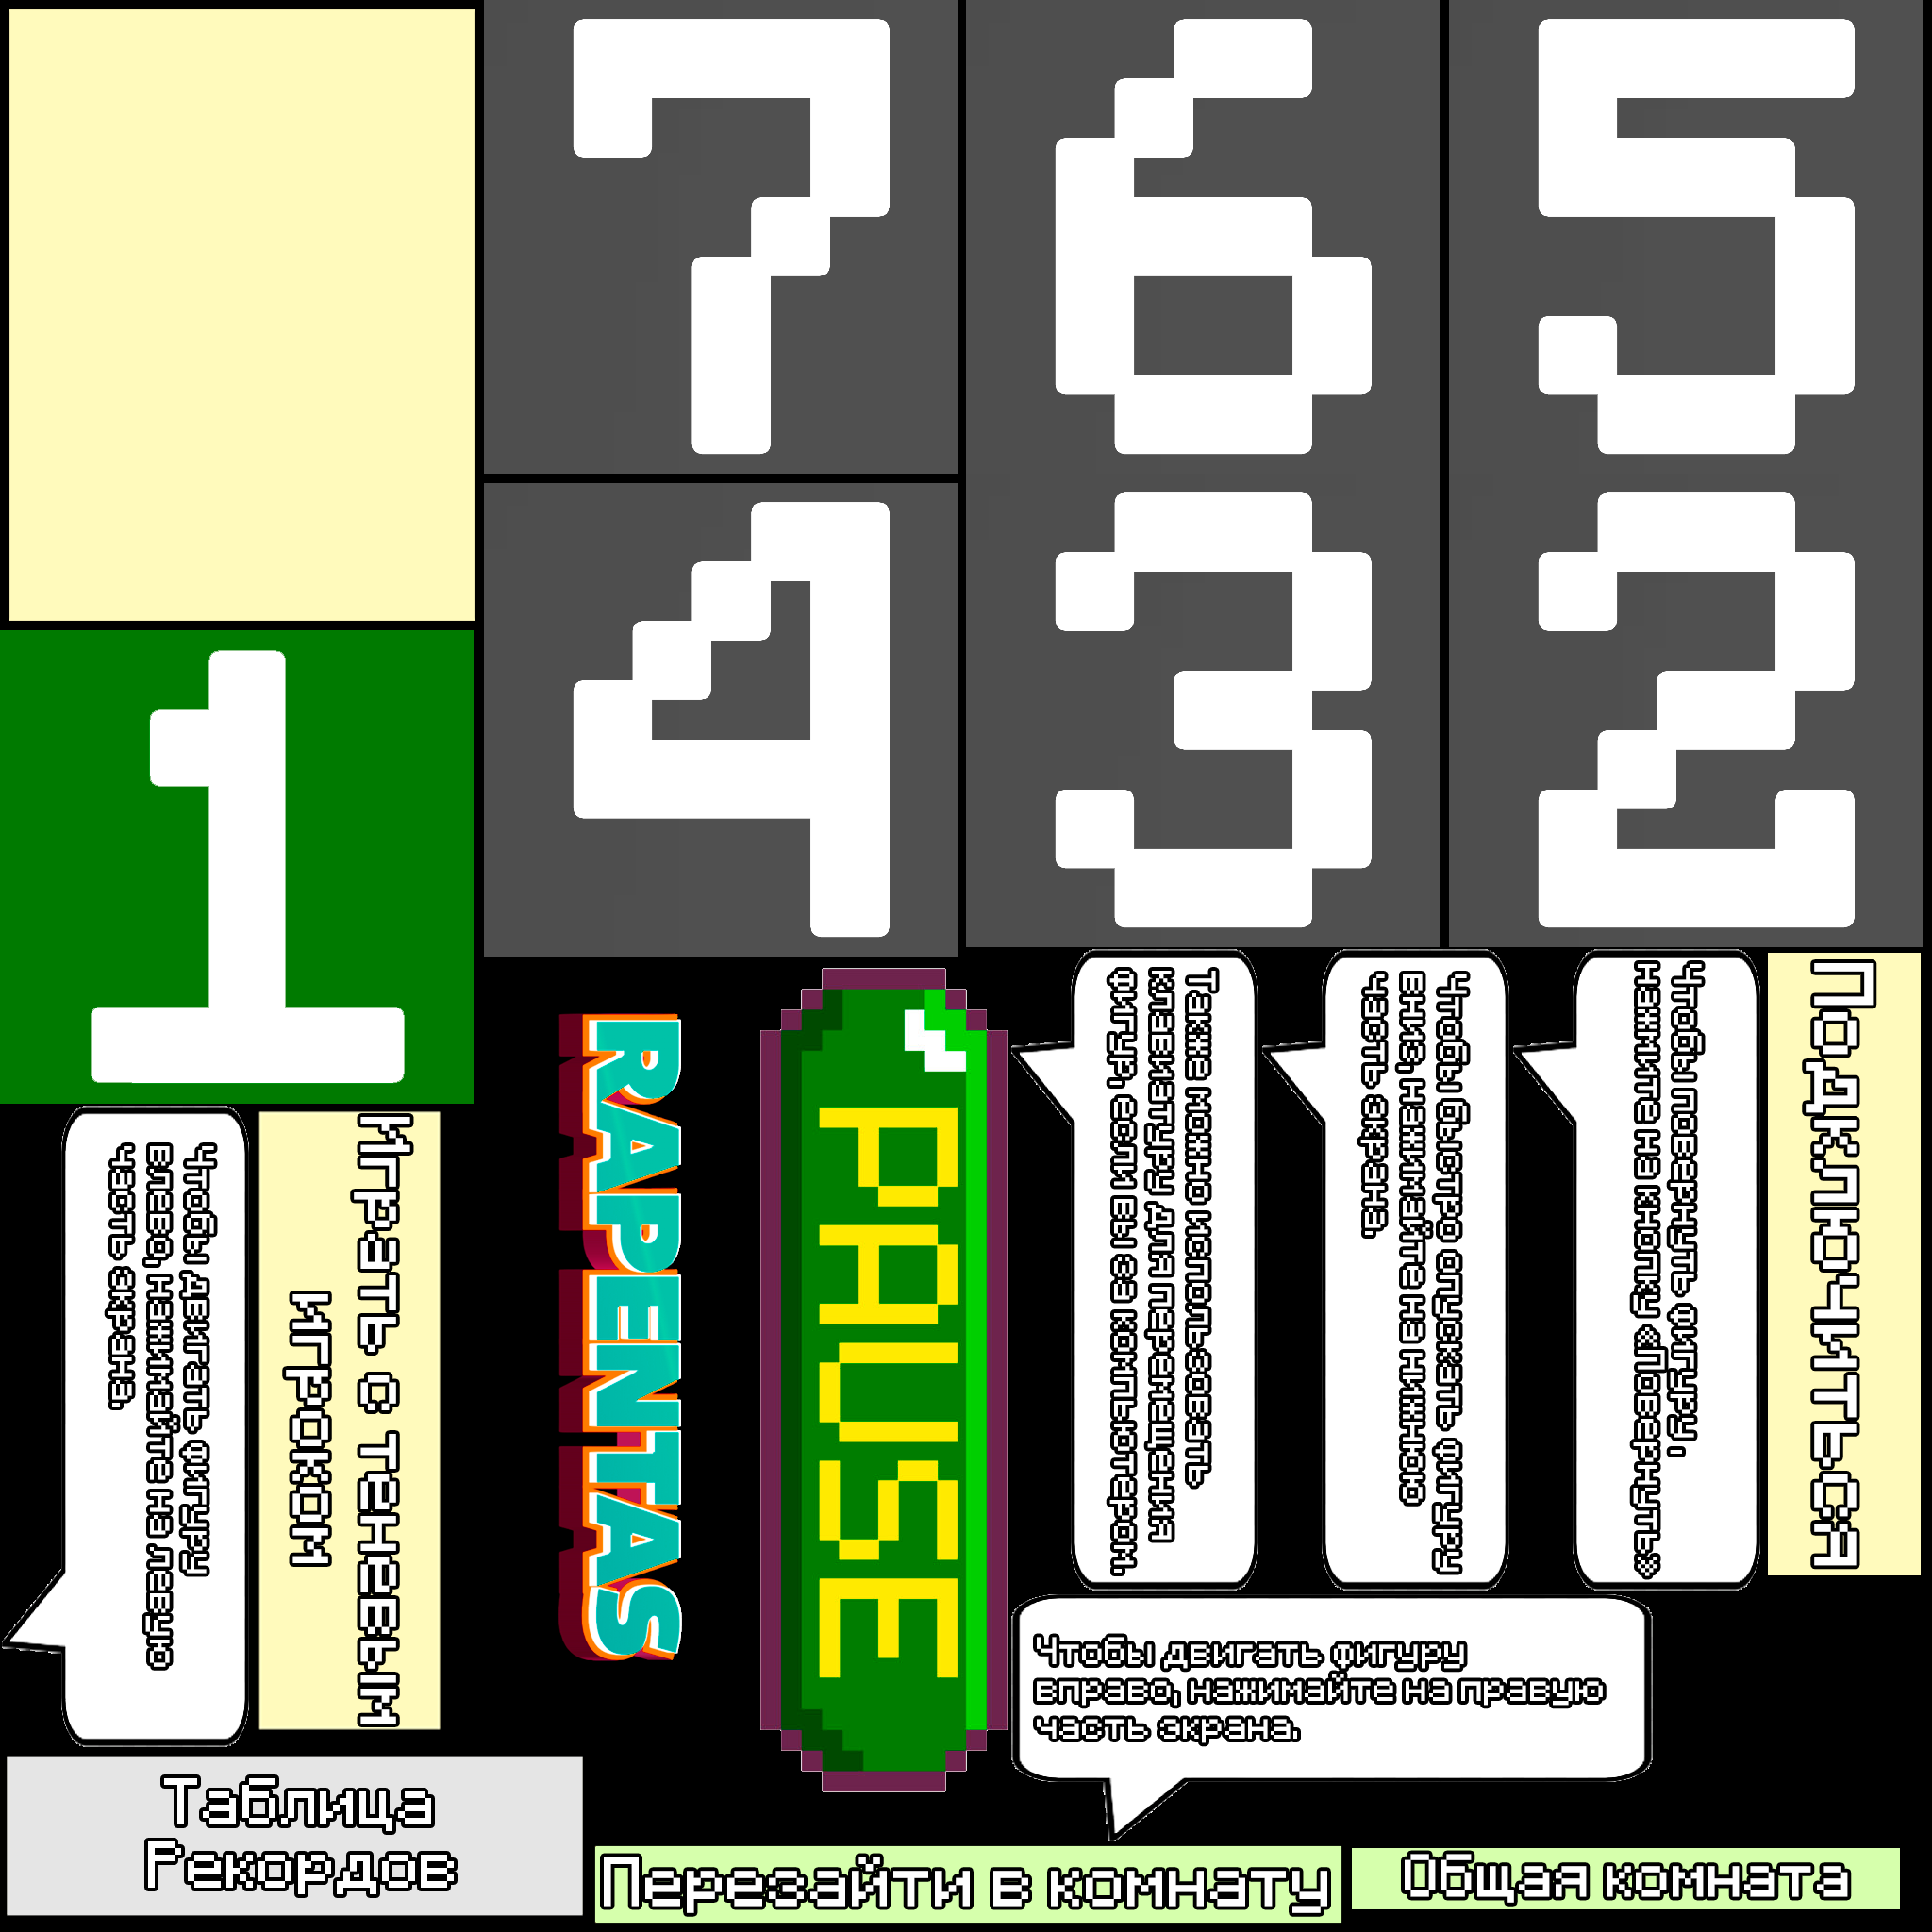 7
6
5
4
3
2
1
RAPENTAS
PAUSE
Также можно использовать
клавиатуру для перемещения
фигур, если вы за компьютером.
Чтобы быстро опускать фигуру
вниз, нажимайте на нижнюю
часть экрана.
Чтобы повернуть фигуру,
нажмите на кнопку «Повернуть»
Подключиться
Чтобы двигать фигуру
влево, нажимайте на левую
часть экрана.
Играть с теневым
игроком
Чтобы двигать фигуру
вправо, нажимайте на правую
часть экрана.
Таблица
Рекордов
Перезайти в комнату
Общая комната